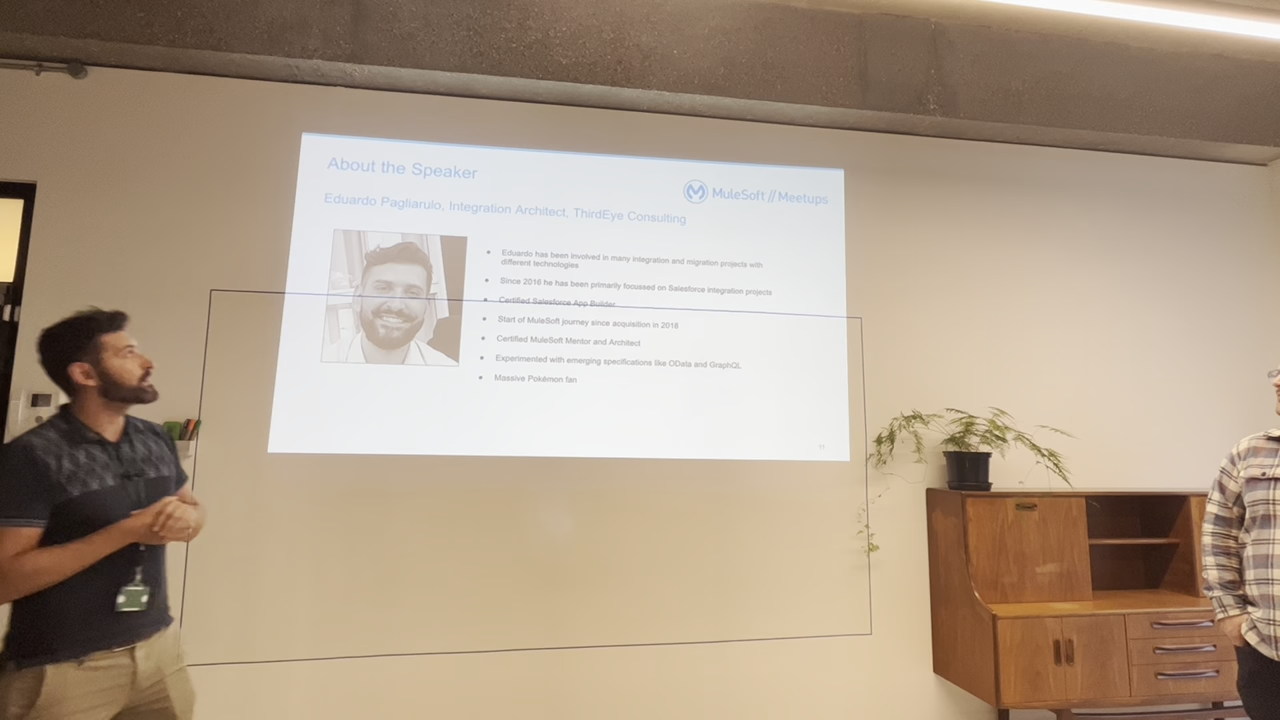 About the Speaker
MuleSoft // Meetups
Eduardo Pagliarulo, Integration Architect, ThirdEye Consulting
Eduardo has been involved in many integration and migration projects with
different technologies
Since 2016 he has been primarily focussed on Salesforce integration projects
Certified Salesforce App Builder
Start of MuleSoft journey since acquisition in 2018
Certified MuleSoft Mentor and Architect
Experimented with emerging specifications like OData and GraphQL
Massive Pokémon fan